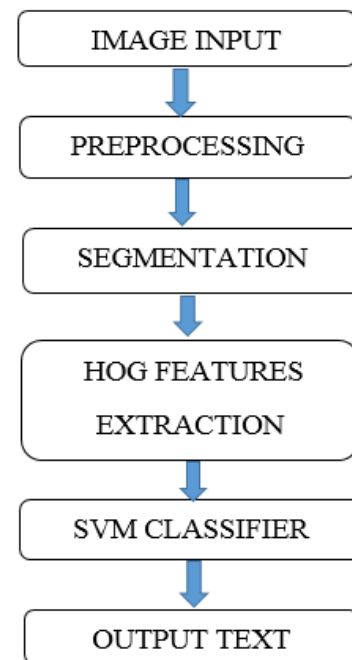 IMAGE INPUT
PREPROCESSING
SEGMENTATION
HOG FEATURES
EXTRACTION
SVM CLASSIFIER
OUTPUT TEXT